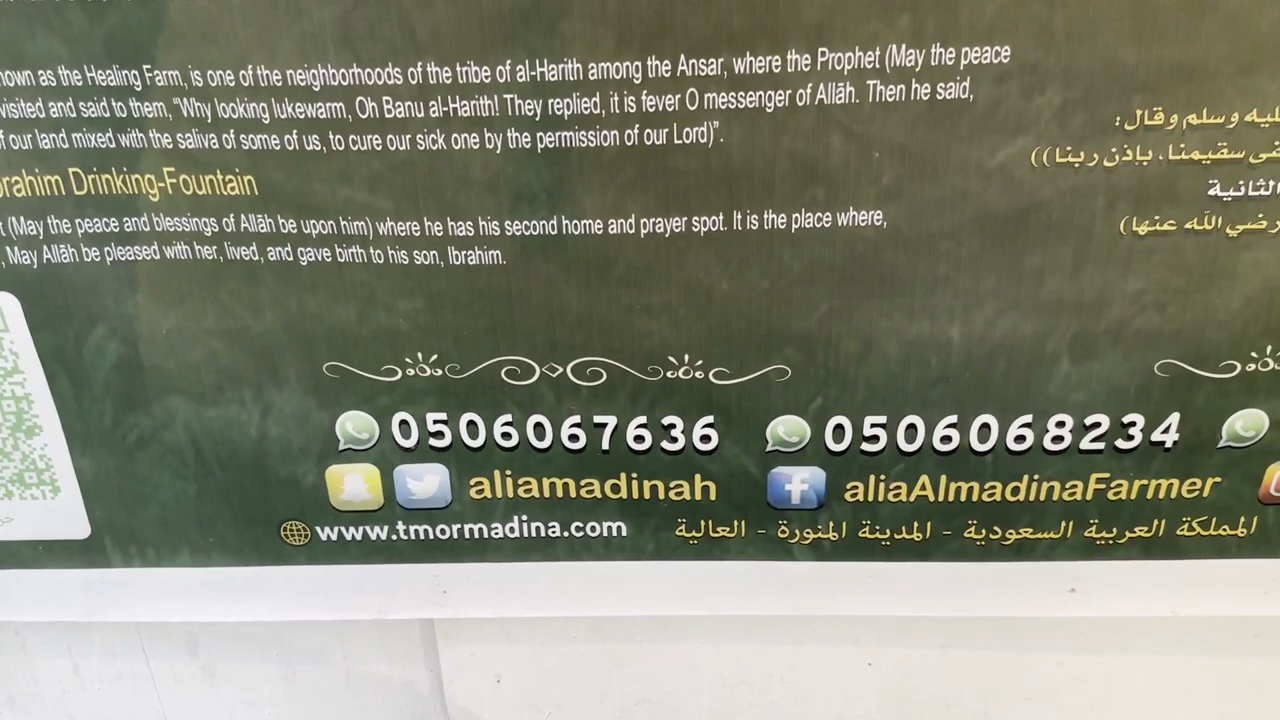 nown as the Healing Farm, is one of the neighborhoods of the tribe of al-Harith among the Ansar, where the Prophet (May the peace
visited and said to them, “Why looking lukewarm, Oh Banu al-Harith! They replied, it is fever O messenger of Allāh. Then he said,
f our land mixed with the saliva of some of us, to cure our sick one by the permission of our Lord)”.
brahim Drinking-Fountain
t (May the peace and blessings of Allāh be upon him) where he has his second home and prayer spot. It is the place where,
, May Allāh be pleased with her, lived, and gave birth to his son, Ibrahim.
ليه وسلم وقال:
فى سقيمنا، بإذن ربنا))
الثانية
رضي الله عنها)
0506067636 0506068234
aliamadinah aliaAlmadinaFarmer
www.tmormadina.com المملكة العربية السعودية - المدينة المنورة - العالية